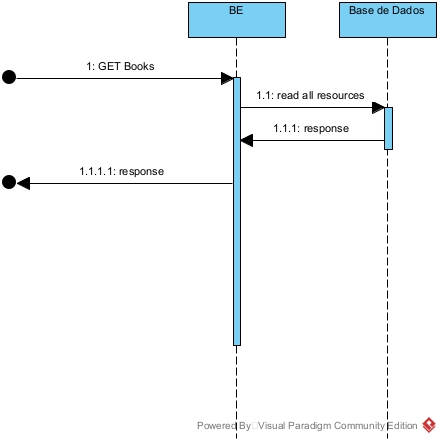 BE
Base de Dados
1: GET Books
1.1: read all resources
1.1.1: response
1.1.1.1: response
Powered By Visual Paradigm Community Edition